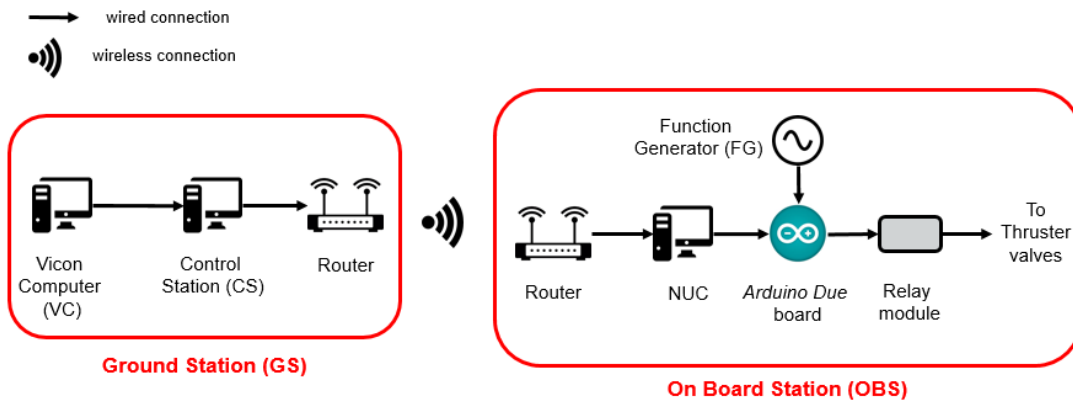 wired connection
wireless connection
Vicon
Computer
(VC)
Control
Station (CS)
Router
Ground Station (GS)
Function
Generator (FG)
Router
NUC
Arduino Due
board
Relay
module
To
Thruster
valves
On Board Station (OBS)